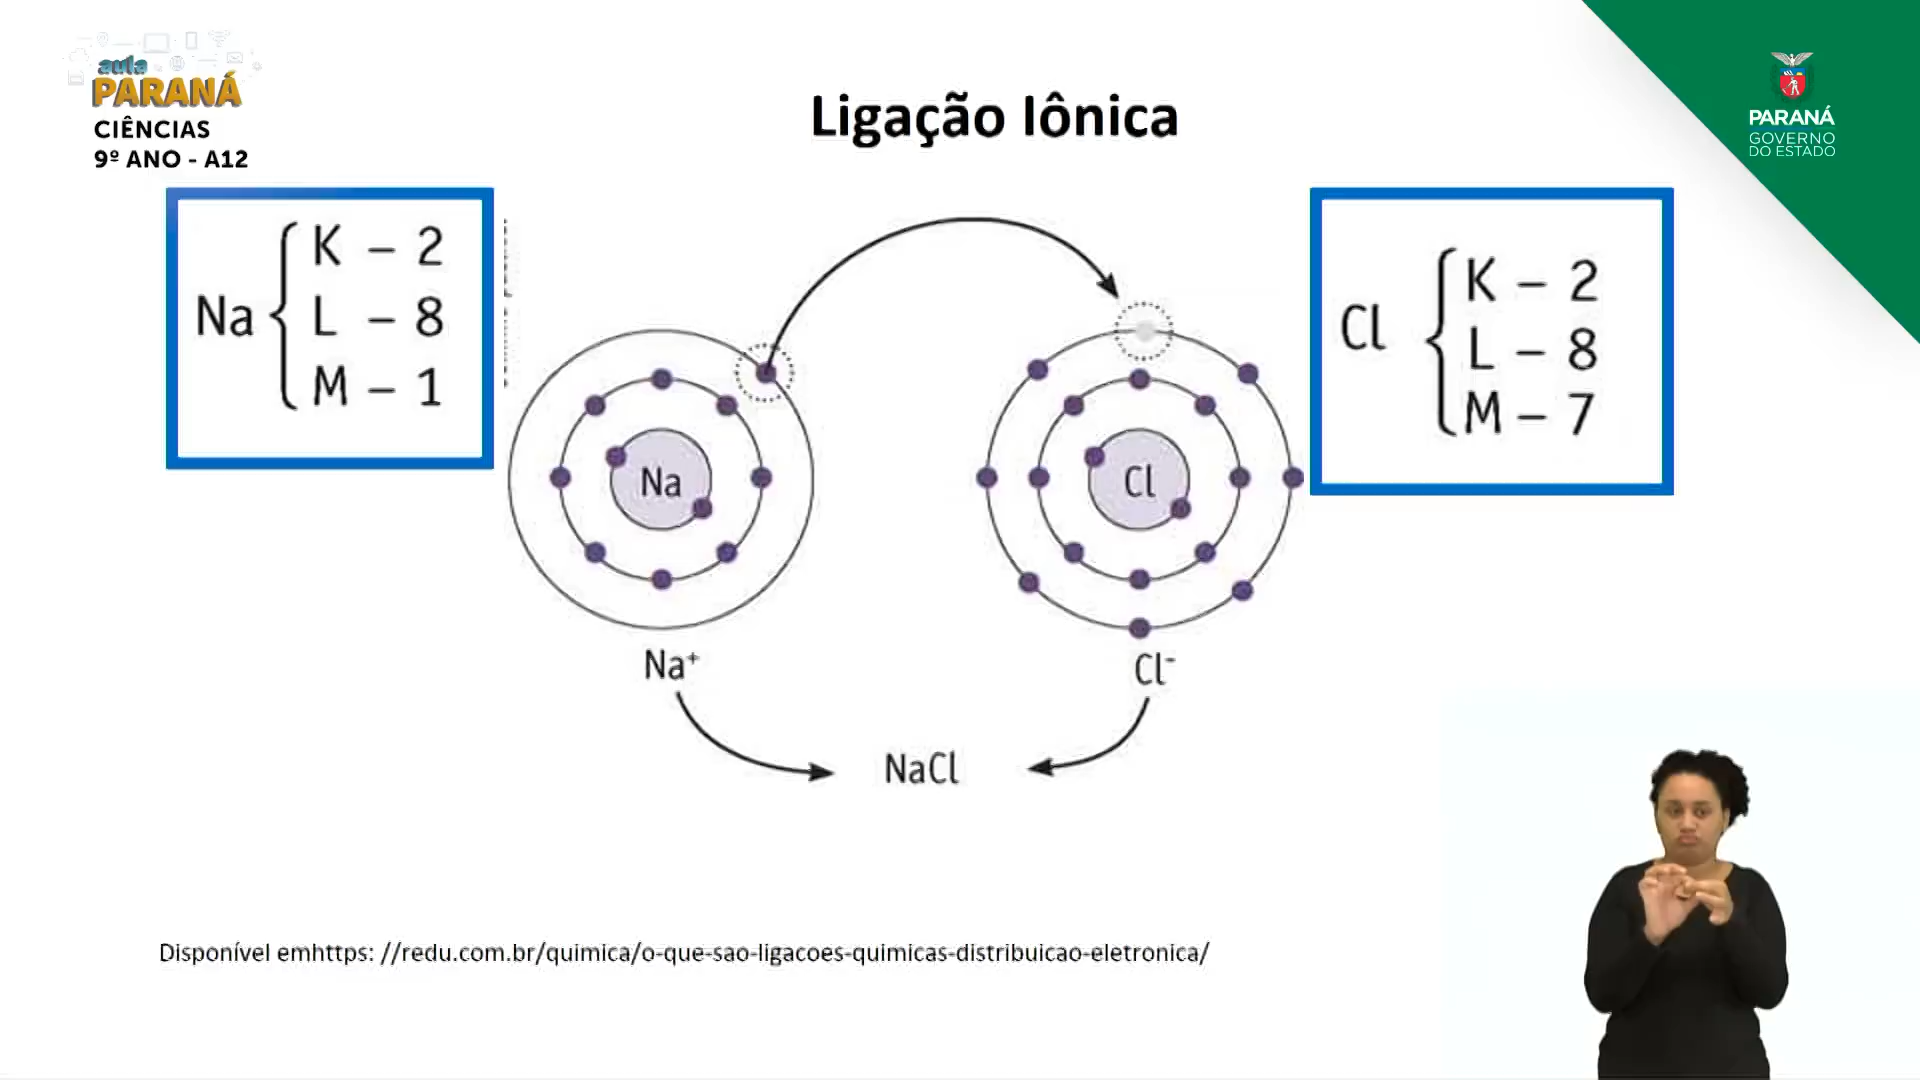 aula
PARANÁ
CIÊNCIAS
9º ANO - A12
Ligação Iônica
PARANÁ
GOVERNO
DO ESTADO
Na
K - 2
L - 8
M - 1
Cl
K - 2
L - 8
M - 7
Na
Cl
Na⁺
Cl⁻
NaCl
Disponível emhttps: //redu.com.br/quimica/o-que-sao-ligacoes-quimicas-distribuicao-eletronica/